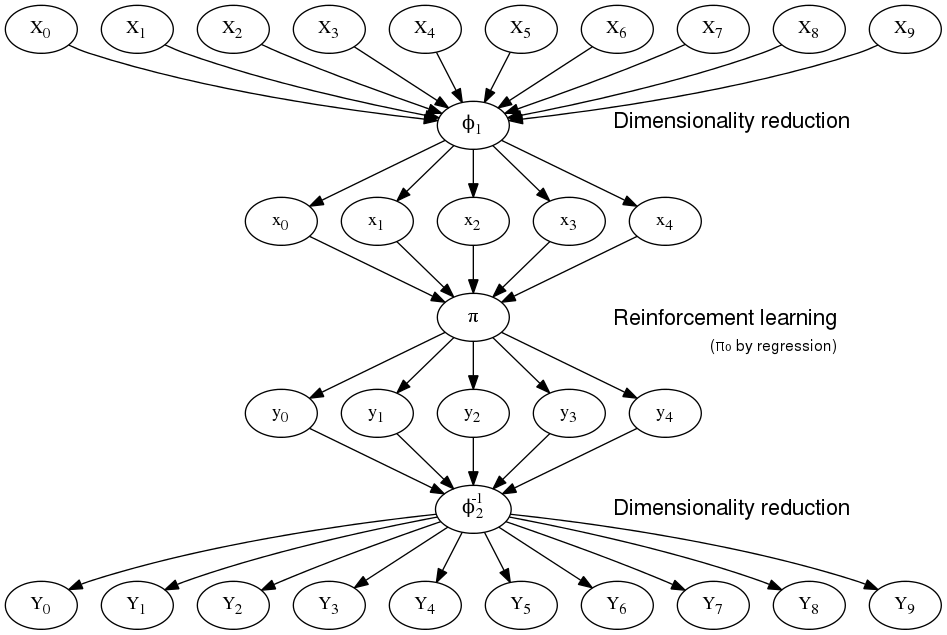 X₀ X₁ X₂ X₃ X₄ X₅ X₆ X₇ X₈ X₉
ϕ₁ Dimensionality reduction
x₀ x₁ x₂ x₃ x₄
π Reinforcement learning
(π₀ by regression)
y₀ y₁ y₂ y₃ y₄
ϕ₂⁻¹ Dimensionality reduction
Y₀ Y₁ Y₂ Y₃ Y₄ Y₅ Y₆ Y₇ Y₈ Y₉